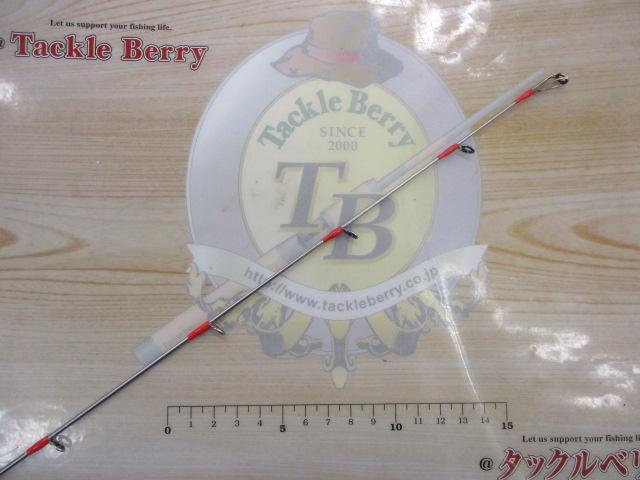 Let us support your fishing life.
@ Tackle Berry
Tackle Berry
SINCE
2000
TB
http://www.tackleberry.co.jp
0 1 2 3 4 5 6 7 8 9 10 11 12 13 14 15
Let us support your fishing life.
@ タックルベリ